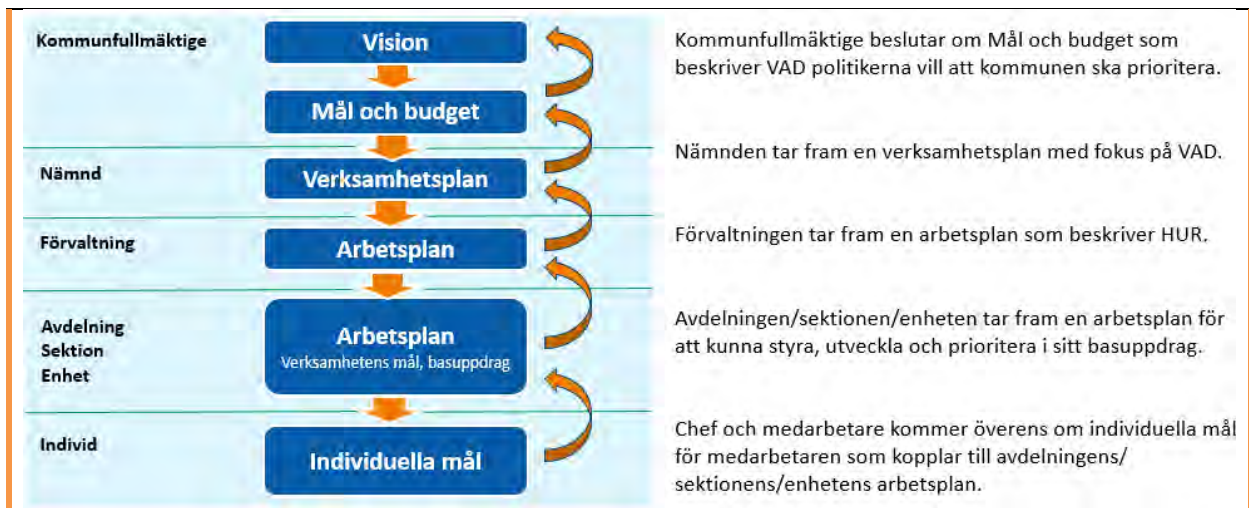 Kommunfullmäktige
Vision
Kommunfullmäktige beslutar om Mål och budget som
beskriver VAD politikerna vill att kommunen ska prioritera.
Mål och budget
Nämnd
Verksamhetsplan
Nämnden tar fram en verksamhetsplan med fokus på VAD.
Förvaltning
Arbetsplan
Förvaltningen tar fram en arbetsplan som beskriver HUR.
Avdelning
Sektion
Enhet
Arbetsplan
Verksamhetens mål, basuppdrag
Avdelningen/sektionen/enheten tar fram en arbetsplan för
att kunna styra, utveckla och prioritera i sitt basuppdrag.
Individ
Individuella mål
Chef och medarbetare kommer överens om individuella mål
för medarbetaren som kopplar till avdelningens/
sektionens/enhetens arbetsplan.